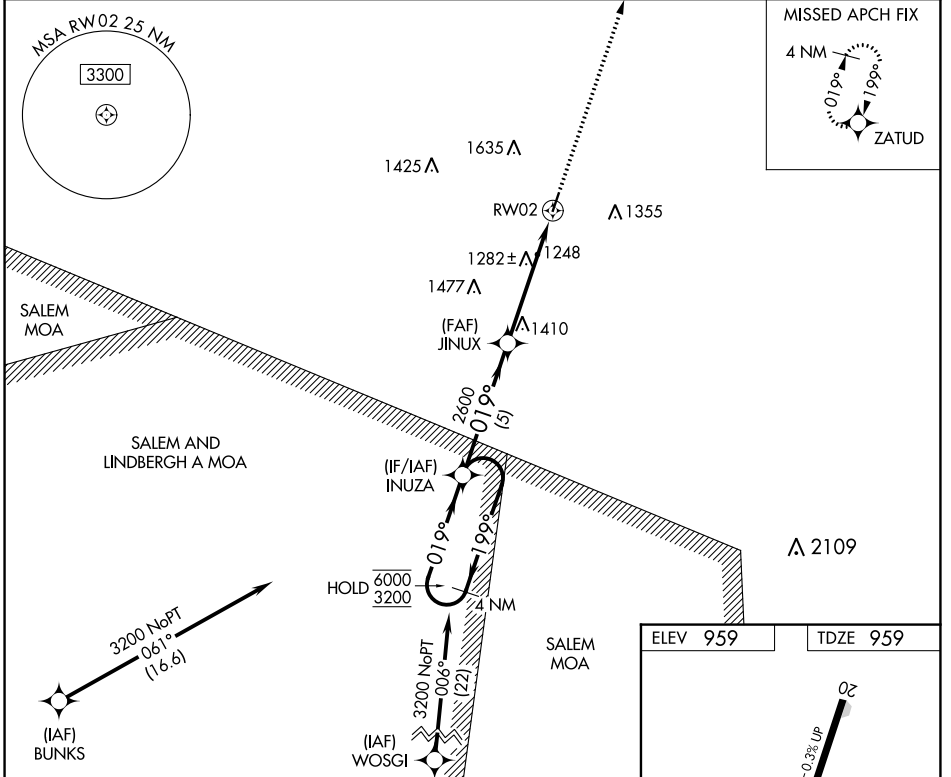 MSA RW 02 25 NM
3300
MISSED APCH FIX
4 NM
019°
199°
ZATUD
1635
1425
RW02
1355
1282 ±
1248
1477
(FAF)
JINUX
1410
SALEM
MOA
2600
019°
(5)
SALEM AND
LINDBERGH A MOA
(IF/IAF)
INUZA
019°
199°
2109
HOLD
6000
3200
4 NM
3200 NoPT
061°
(16.6)
3200 NoPT
006°
(22)
SALEM
MOA
(IAF)
BUNKS
(IAF)
WOSGI
ELEV 959
TDZE 959
20
0.3% UP